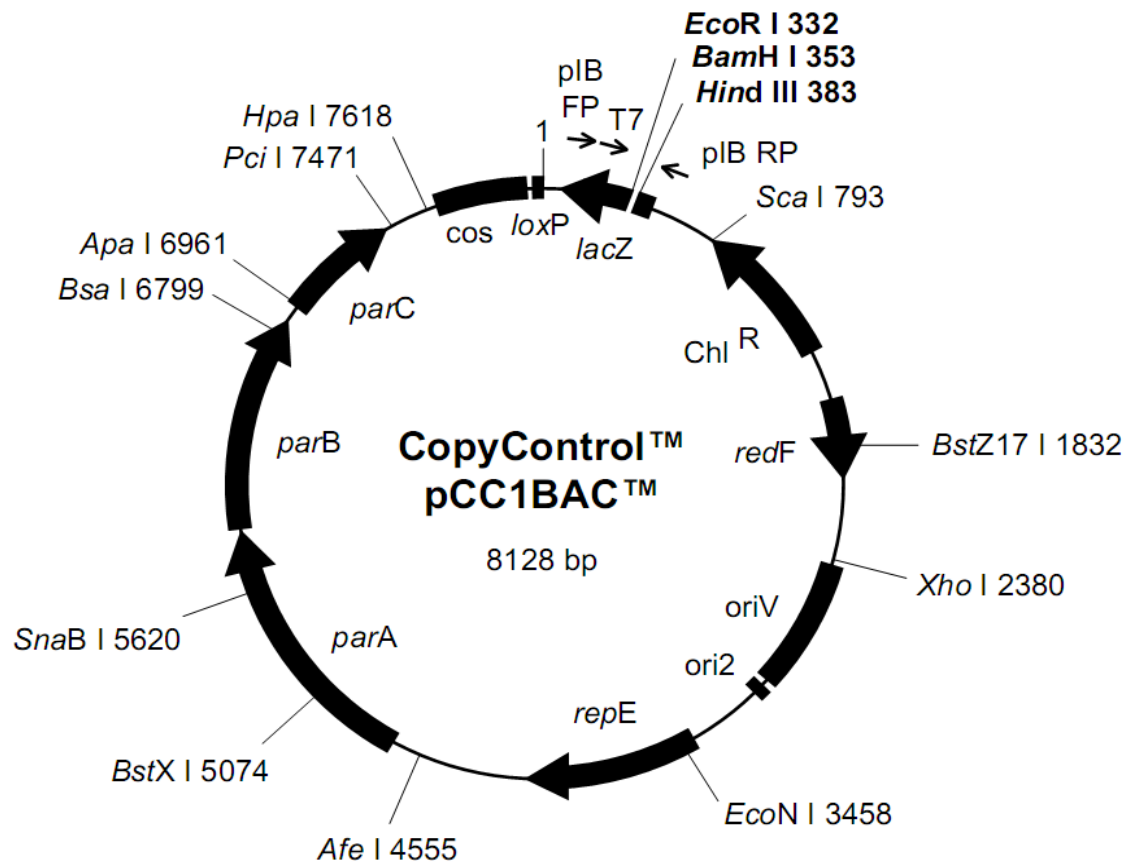 EcoR I 332
BamH I 353
Hind III 383
pIB
FP
T7
1
pIB RP
Hpa I 7618
Pci I 7471
Sca I 793
cos
loxP
lacZ
Apa I 6961
Bsa I 6799
parC
Chl R
parB
CopyControl™
pCC1BAC™
8128 bp
redF
BstZ17 I 1832
Xho I 2380
oriV
ori2
SnaB I 5620
parA
repE
BstX I 5074
EcoN I 3458
Afe I 4555